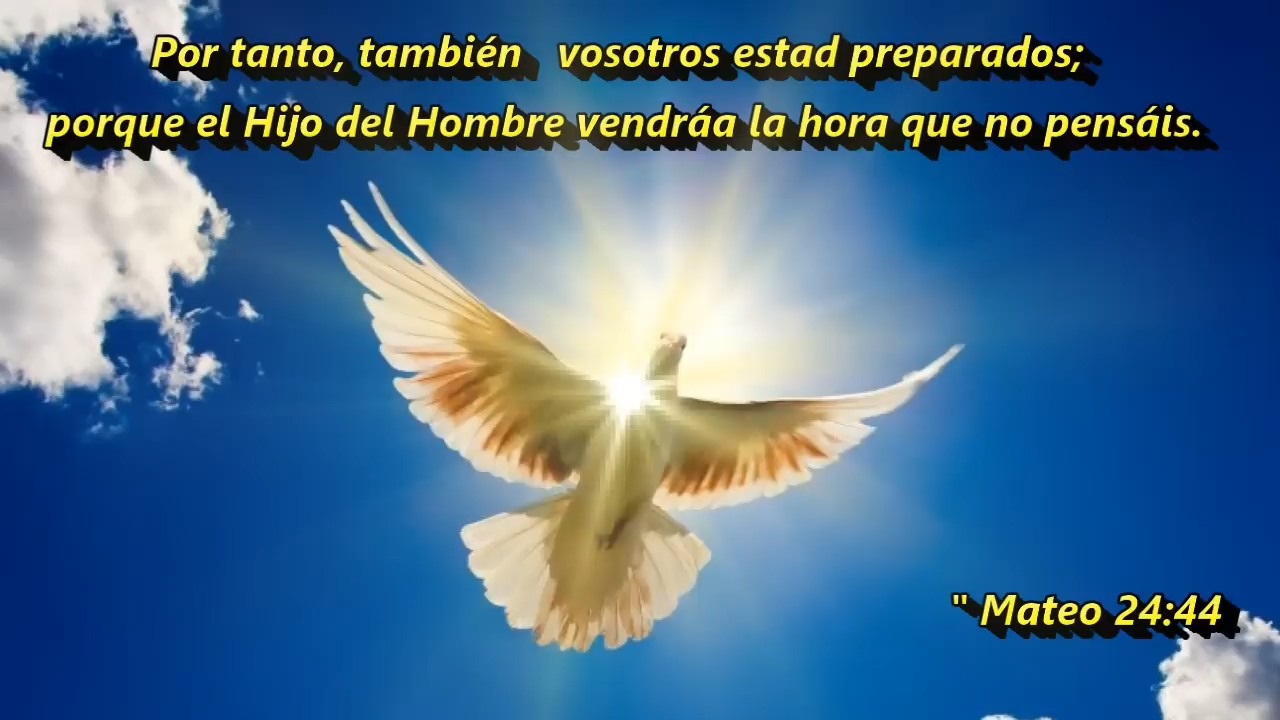 Por tanto, también vosotros estad preparados;
porque el Hijo del Hombre vendráa la hora que no pensáis.
" Mateo 24:44